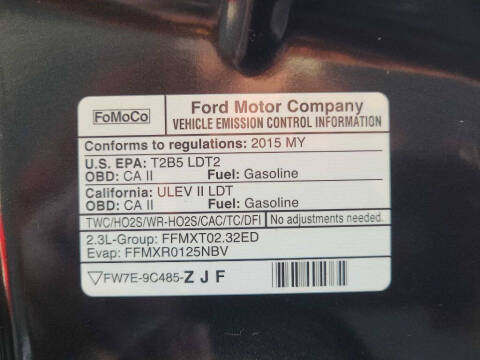 FoMoCo
Ford Motor Company
VEHICLE EMISSION CONTROL INFORMATION
Conforms to regulations: 2015 MY
U.S. EPA: T2B5 LDT2
OBD: CA II Fuel: Gasoline
California: ULEV II LDT
OBD: CA II Fuel: Gasoline
TWC/HO2S/WR-HO2S/CAC/TC/DFI No adjustments needed.
2.3L-Group: FFMXT02.32ED
Evap: FFMXR0125NBV
FW7E-9C485-ZJF